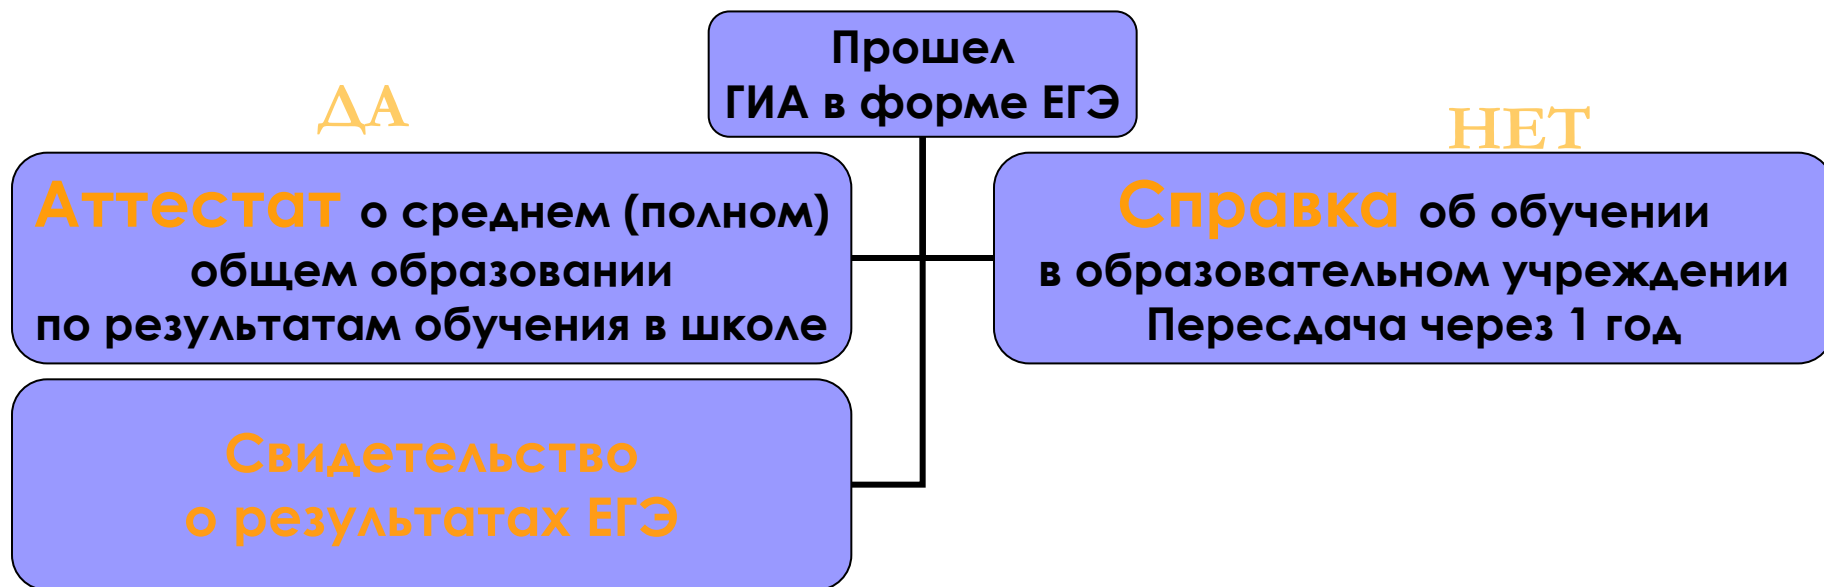 Прошел
ГИА в форме ЕГЭ
ДА
НЕТ
Аттестат о среднем (полном)
общем образовании
по результатам обучения в школе
Справка об обучении
в образовательном учреждении
Пересдача через 1 год
Свидетельство
о результатах ЕГЭ